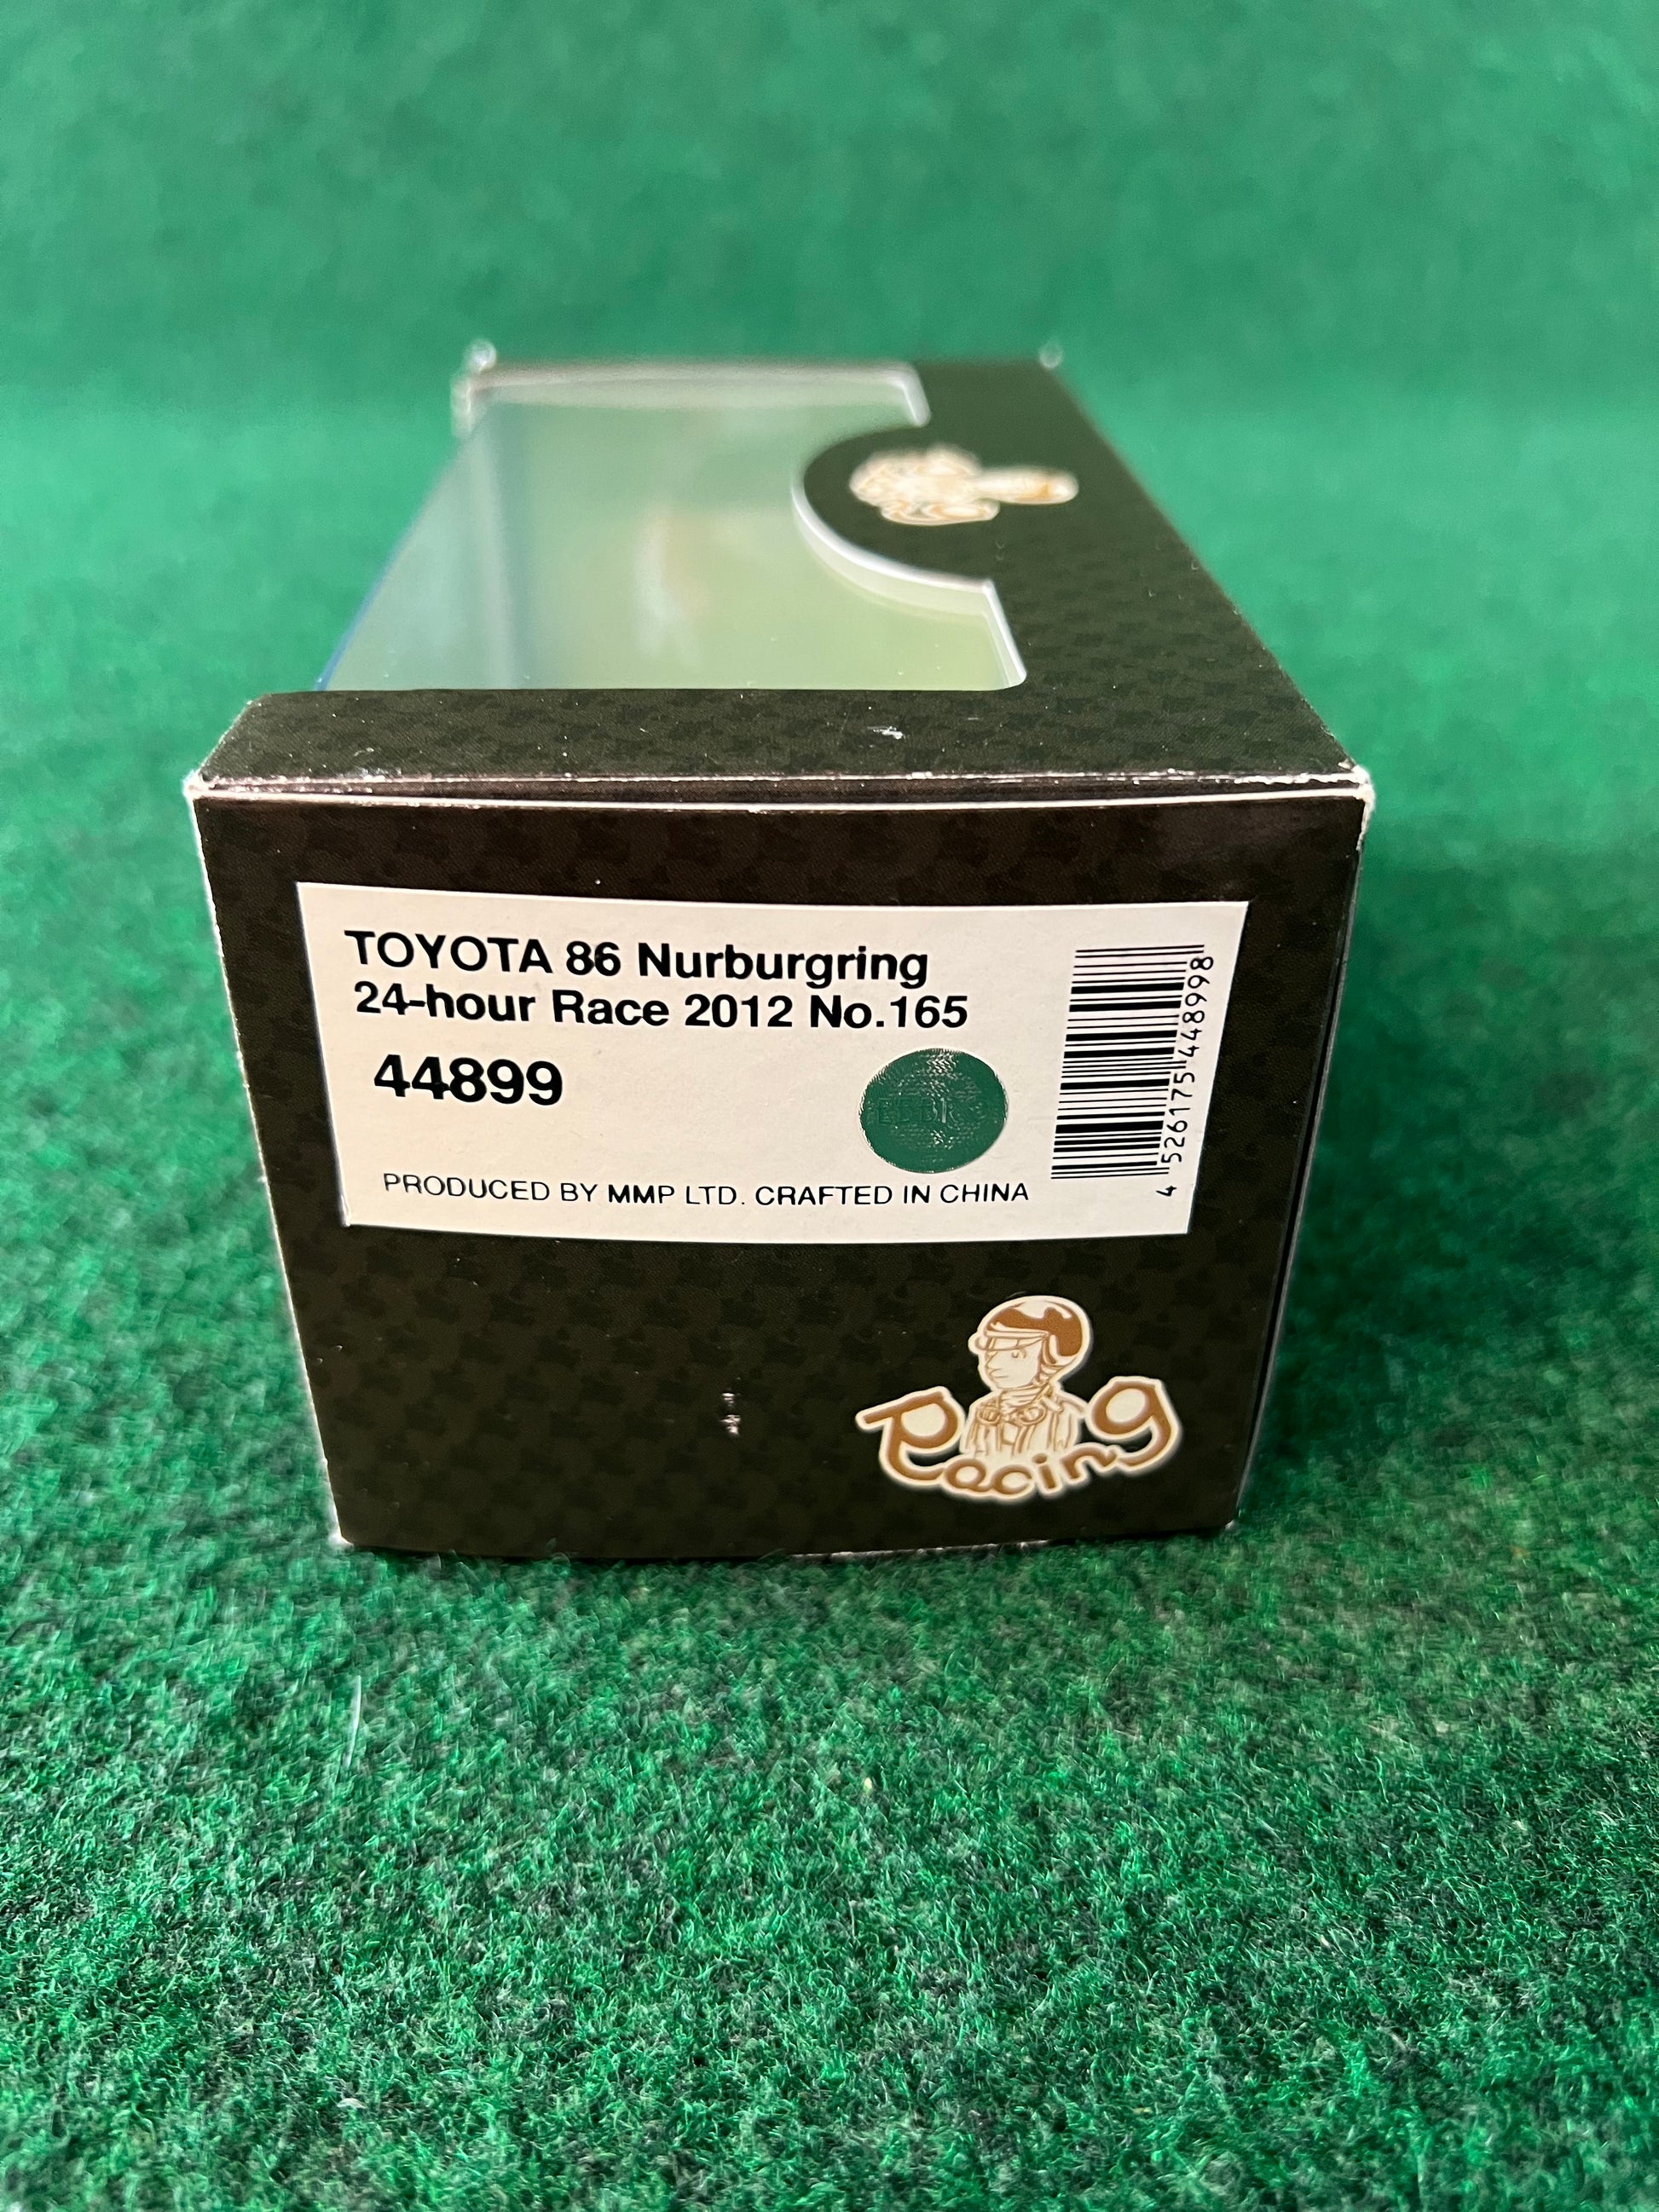 TOYOTA 86 Nurburgring
24-hour Race 2012 No.165
44899
EBBRO
PRODUCED BY MMP LTD. CRAFTED IN CHINA
4 526175 448998
Racing